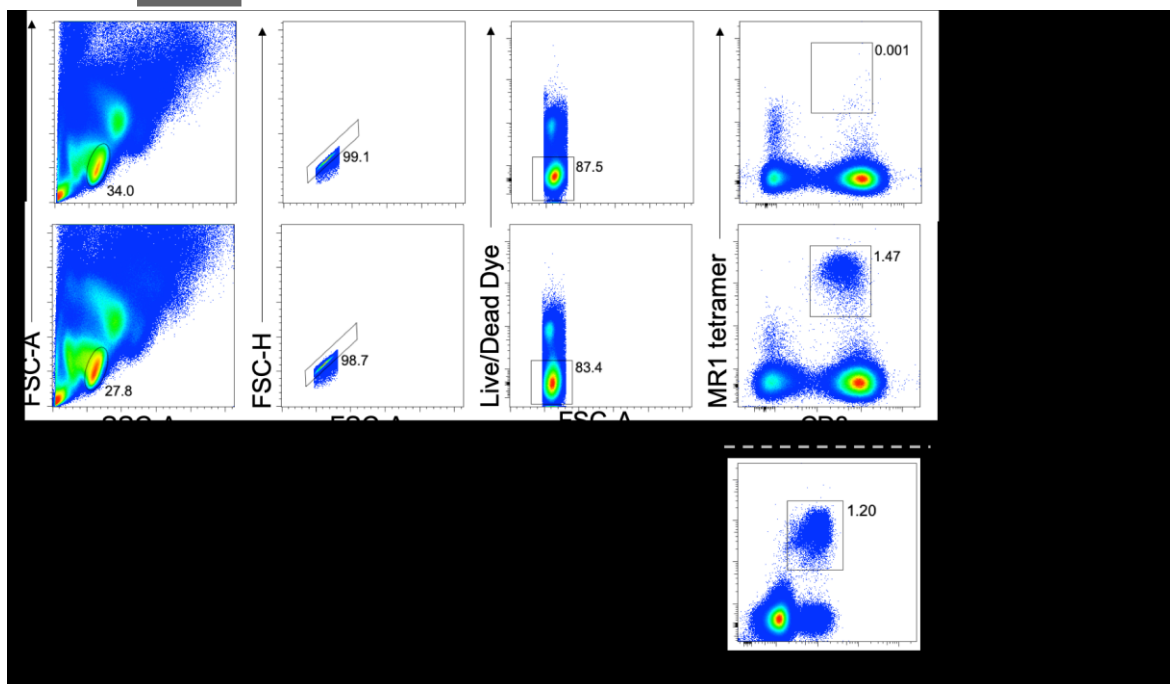 0.001
99.1
87.5
34.0
1.47
98.7
83.4
27.8
FSC-A
FSC-H
Live/Dead Dye
MR1 tetramer
FSC-A
1.20